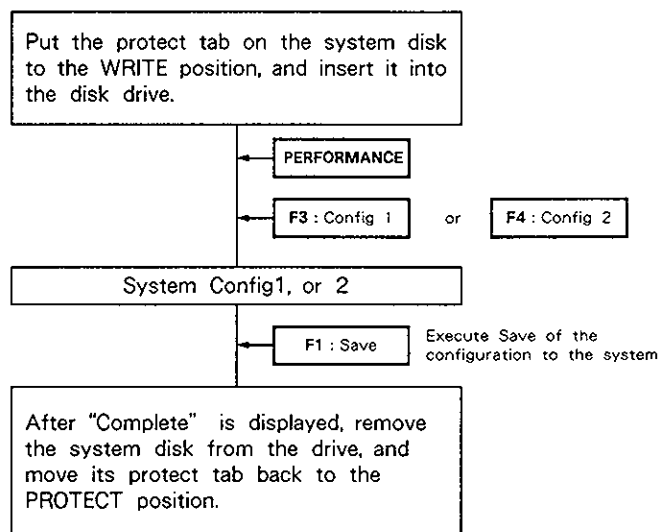 Put the protect tab on the system disk
to the WRITE position, and insert it into
the disk drive.
PERFORMANCE
F3 : Config 1 or F4 : Config 2
System Config1, or 2
F1 : Save
Execute Save of the
configuration to the system
After “Complete” is displayed, remove
the system disk from the drive, and
move its protect tab back to the
PROTECT position.